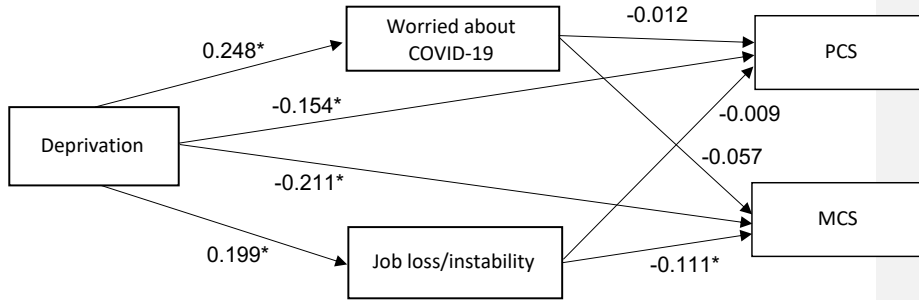 -0.012
Worried about
COVID-19
PCS
0.248*
-0.154*
-0.009
Deprivation
-0.057
-0.211*
MCS
0.199*
Job loss/instability
-0.111*